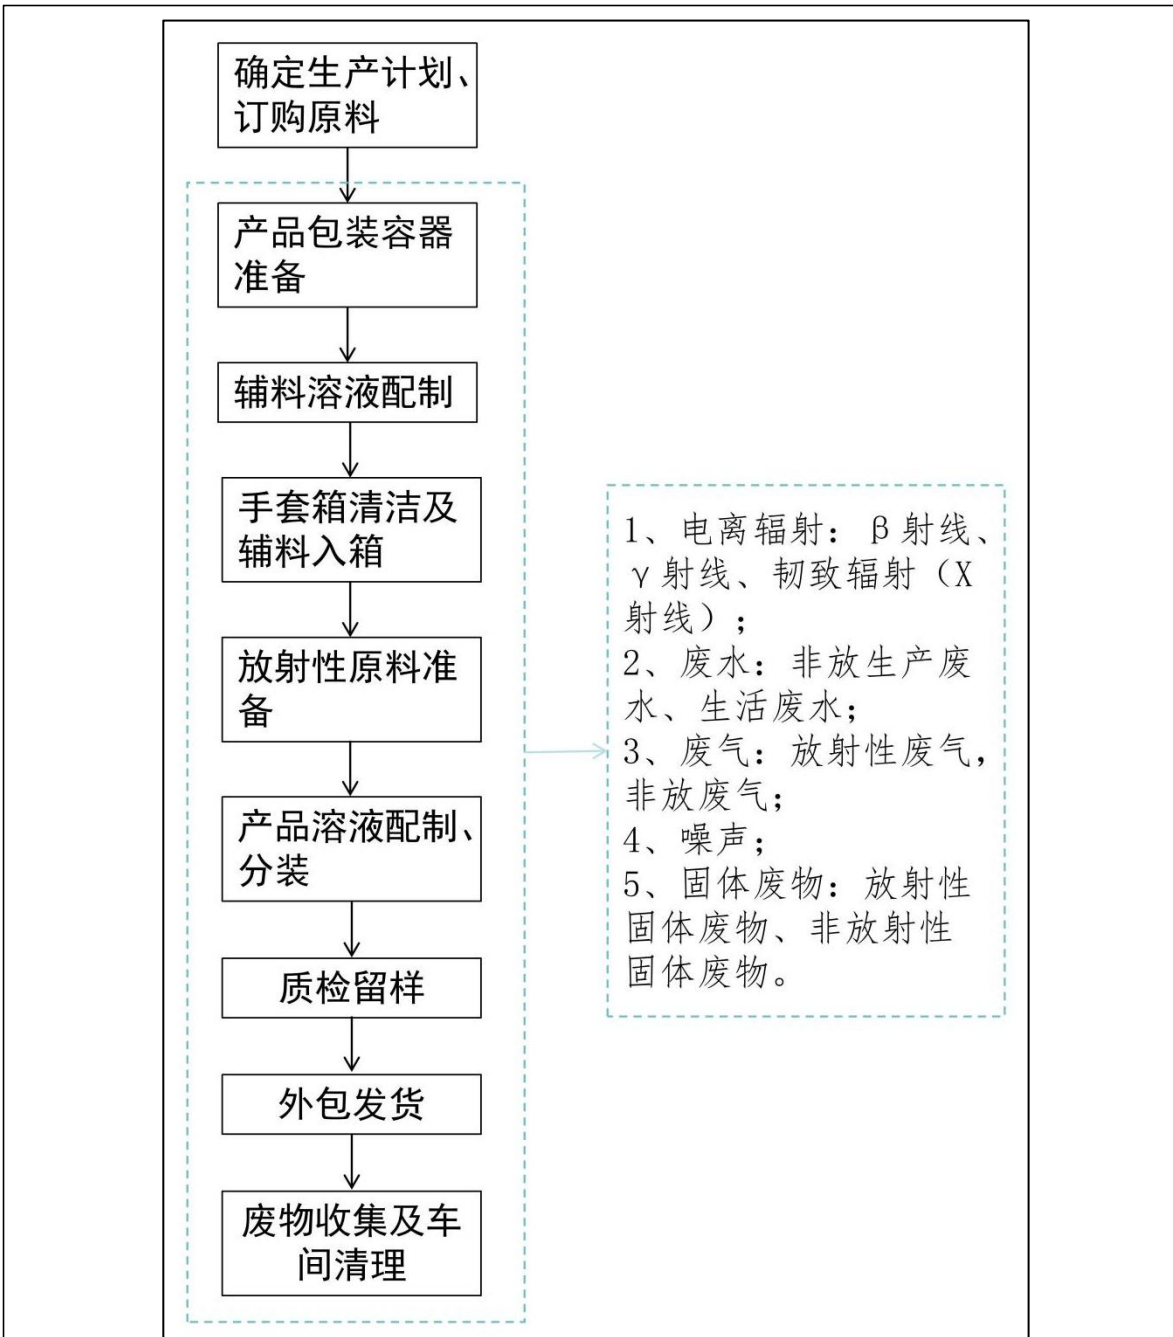 确定生产计划、
订购原料
产品包装容器
准备
辅料溶液配制
手套箱清洁及
辅料入箱
放射性原料准
备
产品溶液配制、
分装
质检留样
外包发货
废物收集及车
间清理
1、电离辐射：β射线、
γ射线、韧致辐射（X
射线）；
2、废水：非放生产废
水、生活废水；
3、废气：放射性废气，
非放废气；
4、噪声；
5、固体废物：放射性
固体废物、非放射性
固体废物。